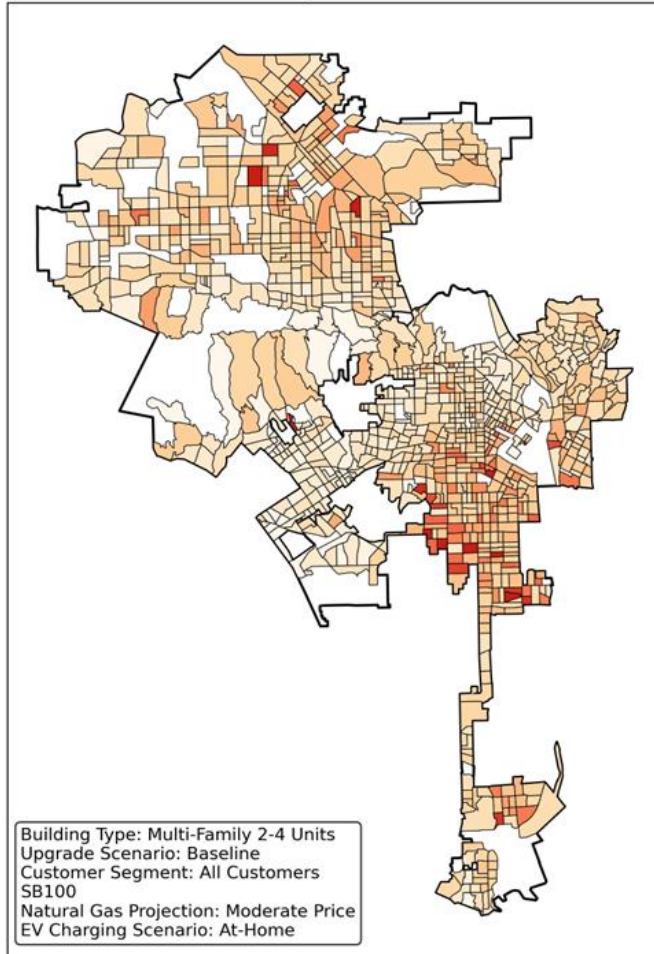 Building Type: Multi-Family 2-4 Units
Upgrade Scenario: Baseline
Customer Segment: All Customers
SB100
Natural Gas Projection: Moderate Price
EV Charging Scenario: At-Home